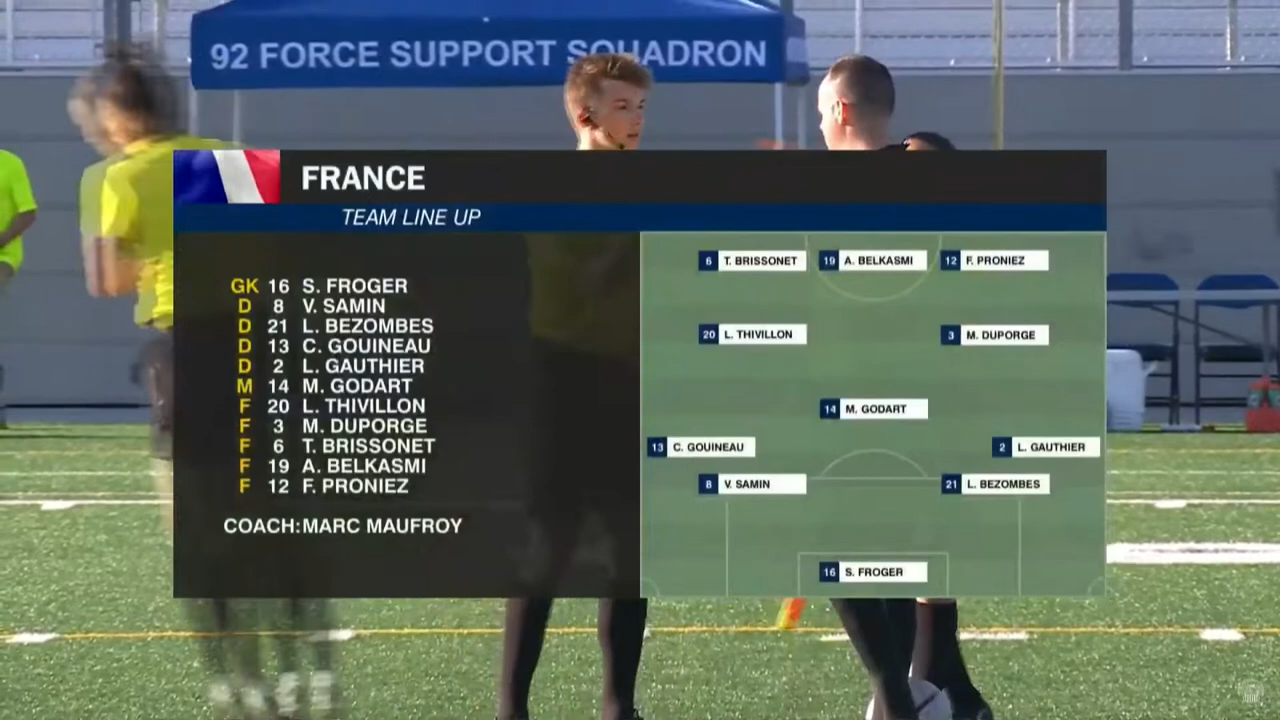 92 FORCE SUPPORT SQUADRON
FRANCE
TEAM LINE UP
GK 16 S. FROGER
D 8 V. SAMIN
D 21 L. BEZOMBES
D 13 C. GOUINEAU
D 2 L. GAUTHIER
M 14 M. GODART
F 20 L. THIVILLON
F 3 M. DUPORGE
F 6 T. BRISSONET
F 19 A. BELKASMI
F 12 F. PRONIEZ
COACH: MARC MAUFROY
6 T. BRISSONET 19 A. BELKASMI 12 F. PRONIEZ
20 L. THIVILLON 3 M. DUPORGE
14 M. GODART
13 C. GOUINEAU 2 L. GAUTHIER
8 V. SAMIN 21 L. BEZOMBES
16 S. FROGER